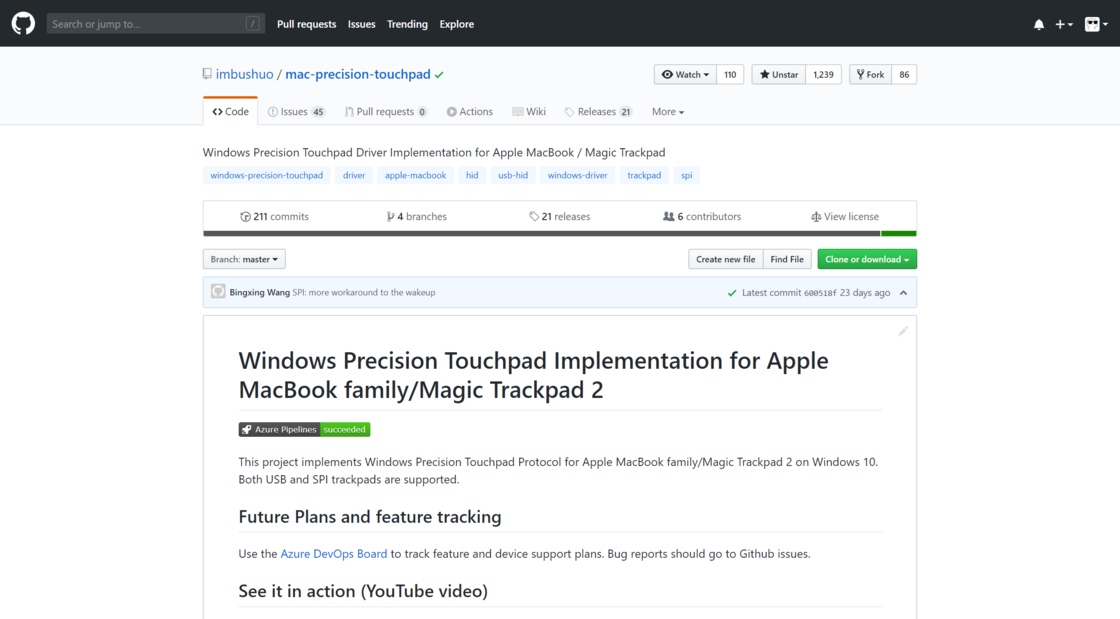 Search or jump to... /
Pull requests Issues Trending Explore
imbushuo / mac-precision-touchpad
Watch 110 Unstar 1,239 Fork 86
Code Issues 45 Pull requests 0 Actions Wiki Releases 21 More
Windows Precision Touchpad Driver Implementation for Apple MacBook / Magic Trackpad
windows-precision-touchpad driver apple-macbook hid usb-hid windows-driver trackpad spi
211 commits 4 branches 21 releases 6 contributors View license
Branch: master Create new file Find File Clone or download
Bingxing Wang SPI: more workaround to the wakeup Latest commit 600518f 23 days ago
Windows Precision Touchpad Implementation for Apple
MacBook family/Magic Trackpad 2
Azure Pipelines succeeded
This project implements Windows Precision Touchpad Protocol for Apple MacBook family/Magic Trackpad 2 on Windows 10.
Both USB and SPI trackpads are supported.
Future Plans and feature tracking
Use the Azure DevOps Board to track feature and device support plans. Bug reports should go to Github issues.
See it in action (YouTube video)